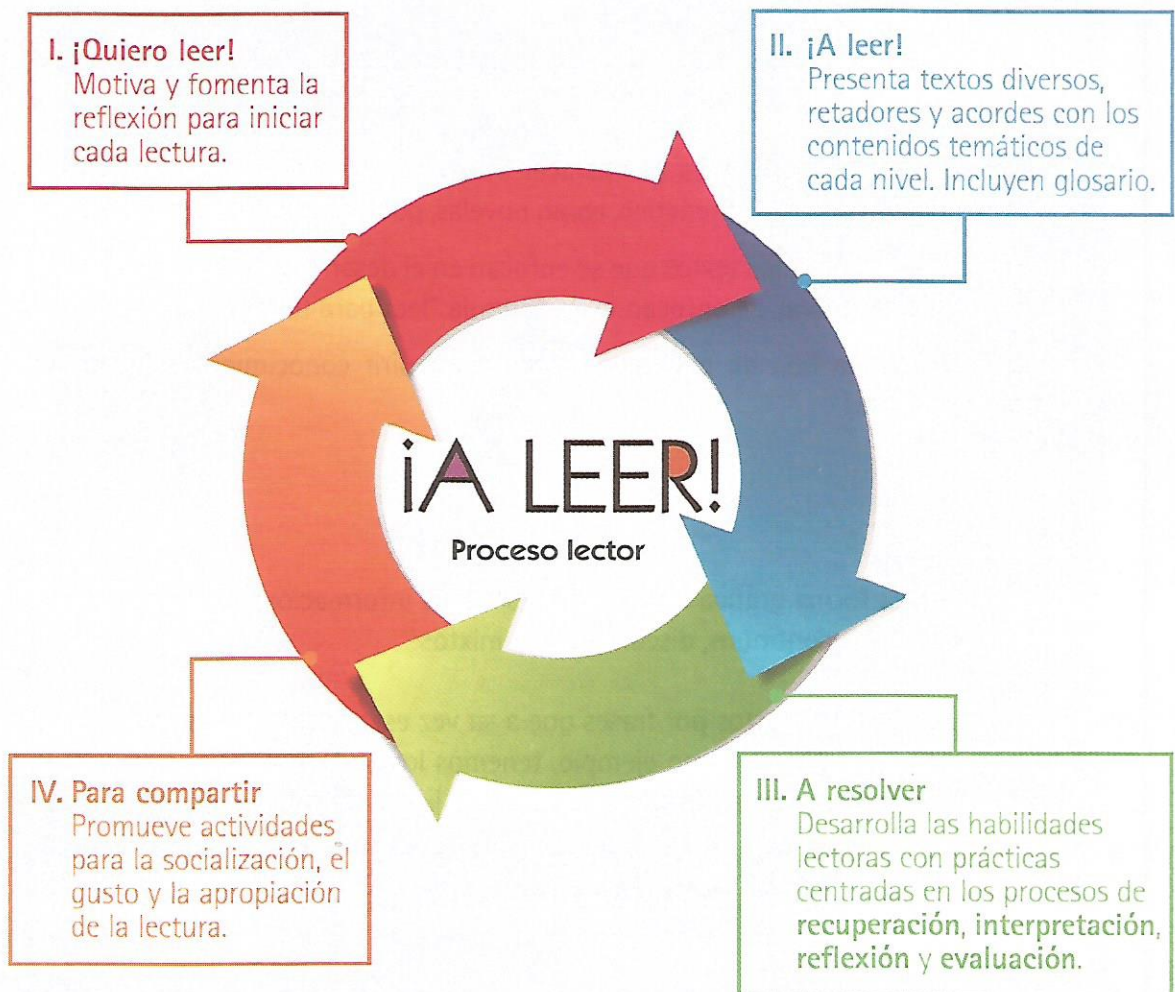 I. ¡Quiero leer!
Motiva y fomenta la
reflexión para iniciar
cada lectura.
II. ¡A leer!
Presenta textos diversos,
retadores y acordes con los
contenidos temáticos de
cada nivel. Incluyen glosario.
¡A LEER!
Proceso lector
IV. Para compartir
Promueve actividades
para la socialización, el
gusto y la apropiación
de la lectura.
III. A resolver
Desarrolla las habilidades
lectoras con prácticas
centradas en los procesos de
recuperación, interpretación,
reflexión y evaluación.